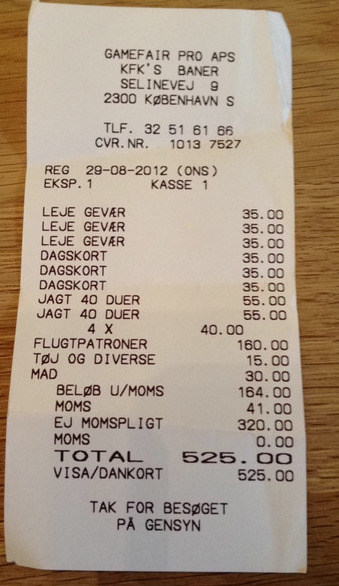 GAMEFAIR PRO APS
KFK'S BANER
SELINEVEJ 9
2300 KØBENHAVN S
TLF. 32 51 61 66
CVR.NR. 1013 7527
REG 29-08-2012 (ONS)
EKSP.1 KASSE 1
LEJE GEVÆR 35.00
LEJE GEVÆR 35.00
LEJE GEVÆR 35.00
DAGSKORT 35.00
DAGSKORT 35.00
DAGSKORT 35.00
JAGT 40 DUER 55.00
JAGT 40 DUER 55.00
4 X 40.00
FLUGTPATRONER 160.00
TØJ OG DIVERSE 15.00
MAD 30.00
BELØB U/MOMS 164.00
MOMS 41.00
EJ MOMSPLIGT 320.00
MOMS 0.00
TOTAL 525.00
VISA/DANKORT 525.00
TAK FOR BESØGET
PÅ GENSYN